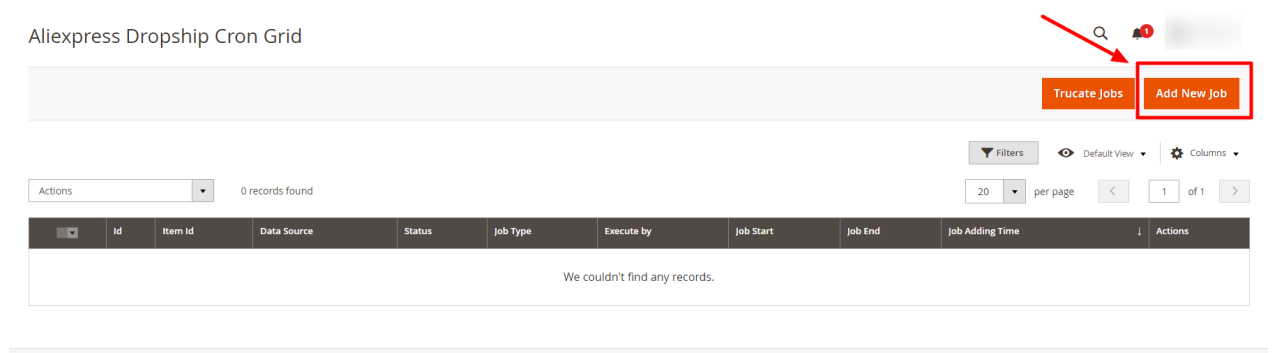 Aliexpress Dropship Cron Grid
1
Trucate Jobs
Add New Job
Filters
Default View
Columns
Actions
0 records found
20
per page
1
of 1
Id
Item Id
Data Source
Status
Job Type
Execute by
Job Start
Job End
Job Adding Time
↓
Actions
We couldn't find any records.